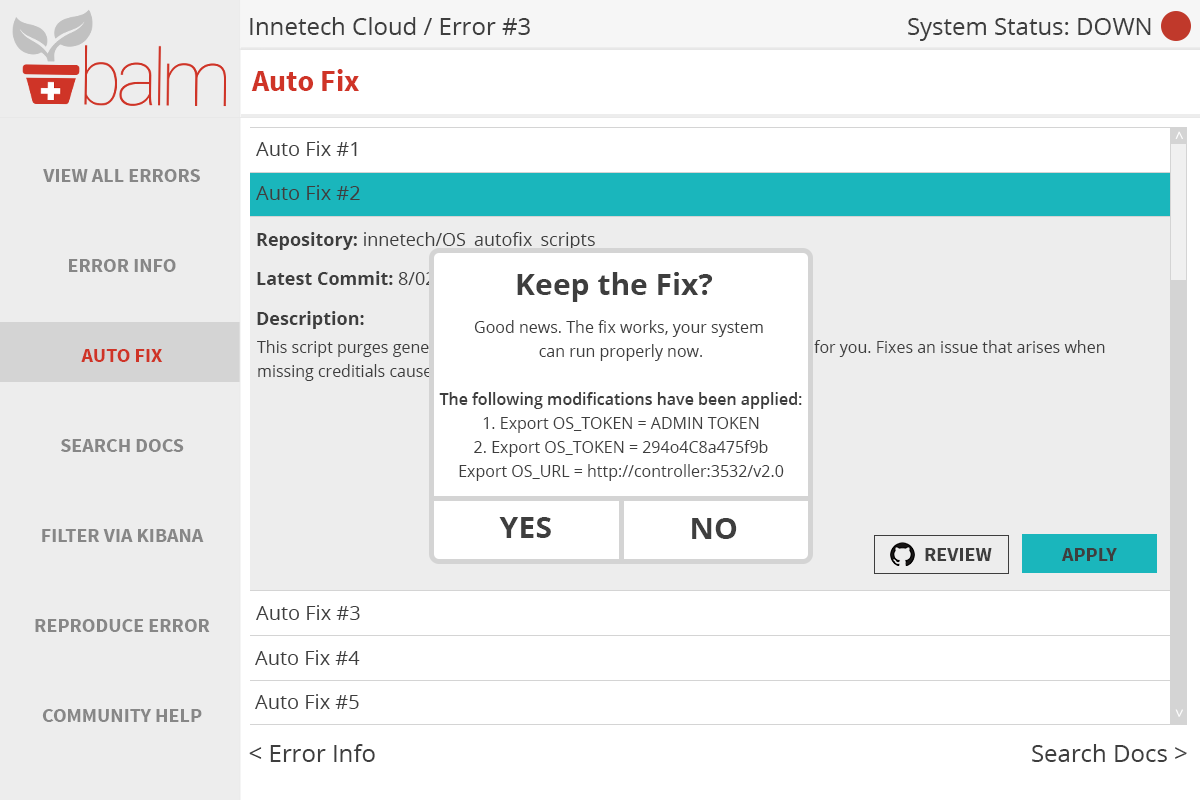 balm
Innetech Cloud / Error #3
System Status: DOWN
Auto Fix
VIEW ALL ERRORS
ERROR INFO
AUTO FIX
SEARCH DOCS
FILTER VIA KIBANA
REPRODUCE ERROR
COMMUNITY HELP
Auto Fix #1
Auto Fix #2
Repository: innetech/OS_autofix_scripts
Latest Commit: 8/02
Description:
This script purges gene for you. Fixes an issue that arises when
missing creditials cause
Keep the Fix?
Good news. The fix works, your system
can run properly now.
The following modifications have been applied:
1. Export OS_TOKEN = ADMIN TOKEN
2. Export OS_TOKEN = 294o4C8a475f9b
Export OS_URL = http://controller:3532/v2.0
YES
NO
REVIEW
APPLY
Auto Fix #3
Auto Fix #4
Auto Fix #5
< Error Info
Search Docs >